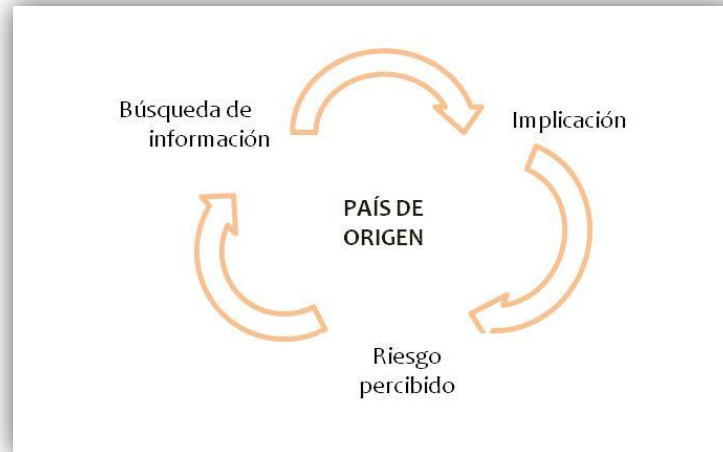 Búsqueda de
información
Implicación
PAÍS DE
ORIGEN
Riesgo
percibido